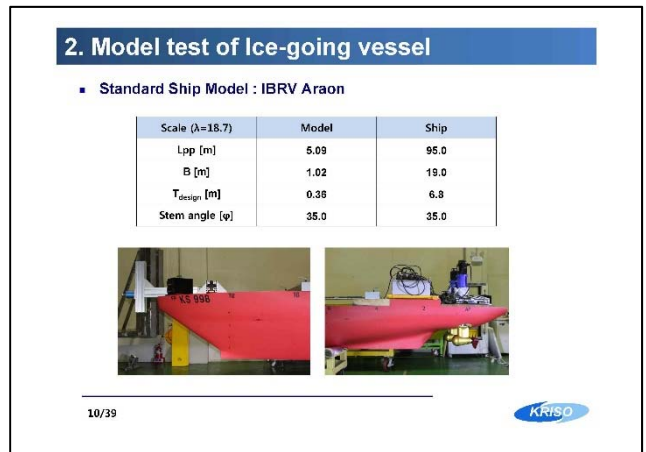 2. Model test of Ice-going vessel
▪ Standard Ship Model : IBRV Araon
Scale (λ=18.7) Model Ship
Lpp [m] 5.09 95.0
B [m] 1.02 19.0
Tdesign [m] 0.36 6.8
Stem angle [φ] 35.0 35.0
KS 998
10/39
KRISO